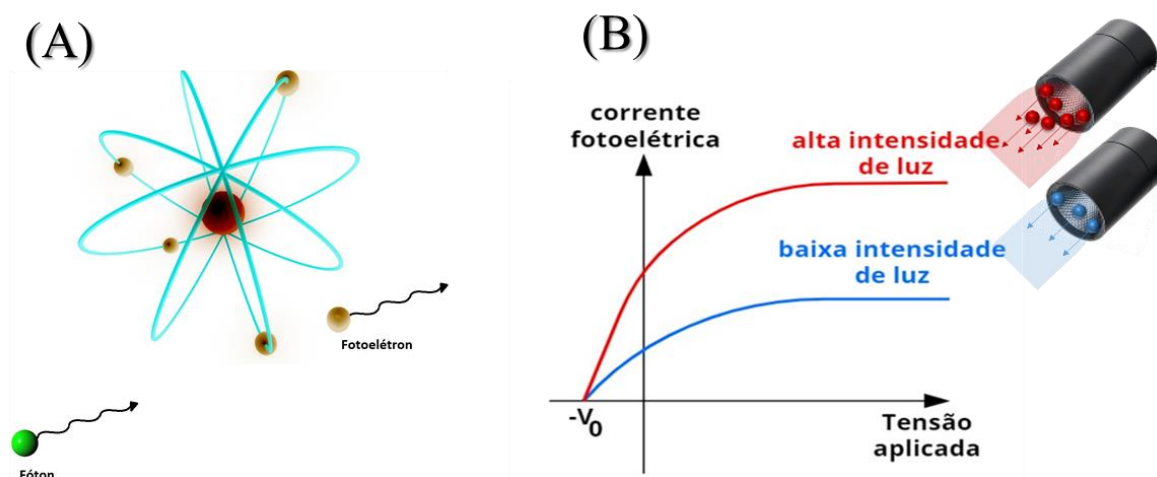 (A)
Fotoelétron
Fóton
(B)
corrente
fotoelétrica
alta intensidade
de luz
baixa intensidade
de luz
-V₀
Tensão
aplicada